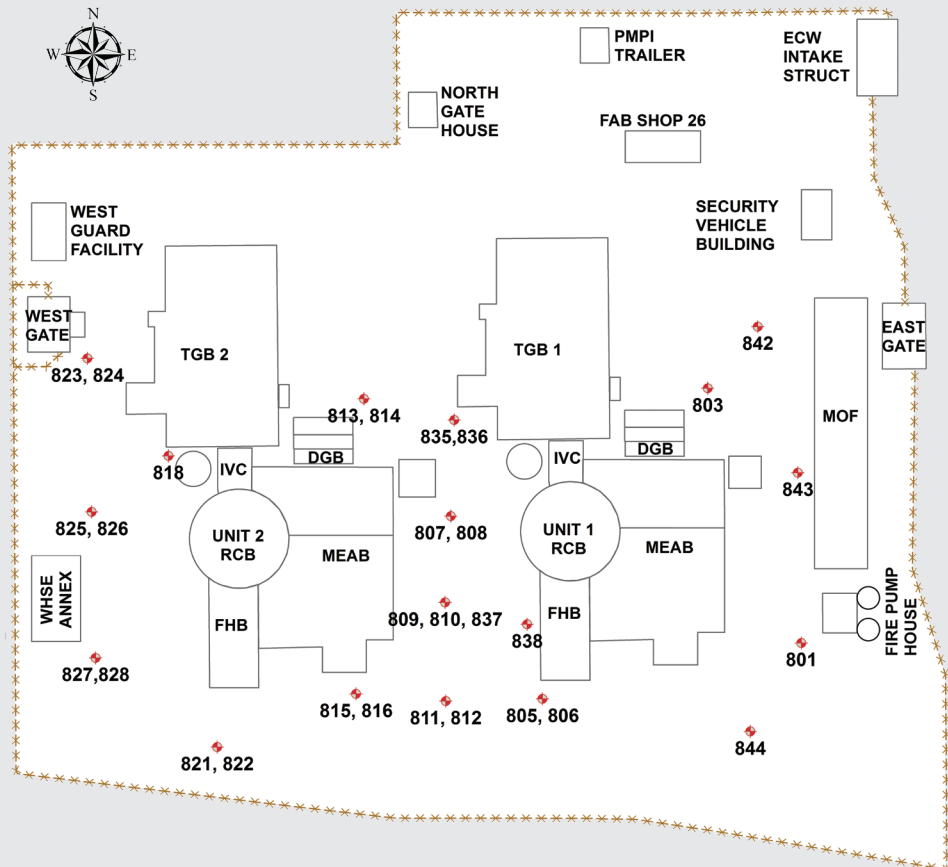 N
W E
S
PMPI
TRAILER
ECW
INTAKE
STRUCT
NORTH
GATE
HOUSE
FAB SHOP 26
WEST
GUARD
FACILITY
SECURITY
VEHICLE
BUILDING
WEST
GATE
EAST
GATE
TGB 2
TGB 1
842
823, 824
803
813, 814
835,836
MOF
818
IVC
DGB
IVC
DGB
843
825, 826
807, 808
UNIT 2
RCB
MEAB
UNIT 1
RCB
MEAB
WHSE
ANNEX
FHB
809, 810, 837
838
FHB
FIRE PUMP
HOUSE
801
827,828
815, 816
811, 812
805, 806
844
821, 822